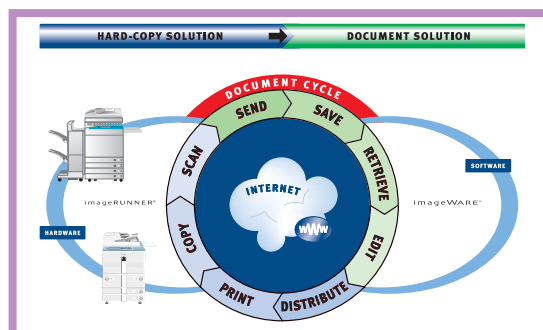 HARD-COPY SOLUTION
DOCUMENT SOLUTION
DOCUMENT CYCLE
SEND
SAVE
RETRIEVE
EDIT
DISTRIBUTE
PRINT
COPY
SCAN
INTERNET
WWW
imageRUNNER®
HARDWARE
SOFTWARE
imageWARE®